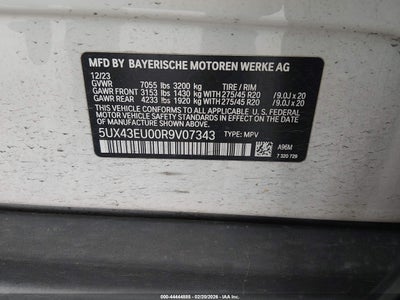 MFD BY BAYERISCHE MOTOREN WERKE AG
12/23
GVWR 7055 lbs 3200 kg TIRE / RIM
GAWR FRONT 3153 lbs 1430 kg WITH 275/45 R20 / 9.0J x 20
GAWR REAR 4233 lbs 1920 kg WITH 275/45 R20 / 9.0J x 20
THIS VEHICLE CONFORMS TO ALL APPLICABLE U. S. FEDERAL
MOTOR VEHICLE SAFETY STANDARDS IN EFFECT ON THE
DATE OF MANUFACTURE SHOWN ABOVE.
5UX43EU00R9V07343 TYPE: MPV
A96M
7 320 729
000-44444885 - 02/20/2026 - IAA Inc.